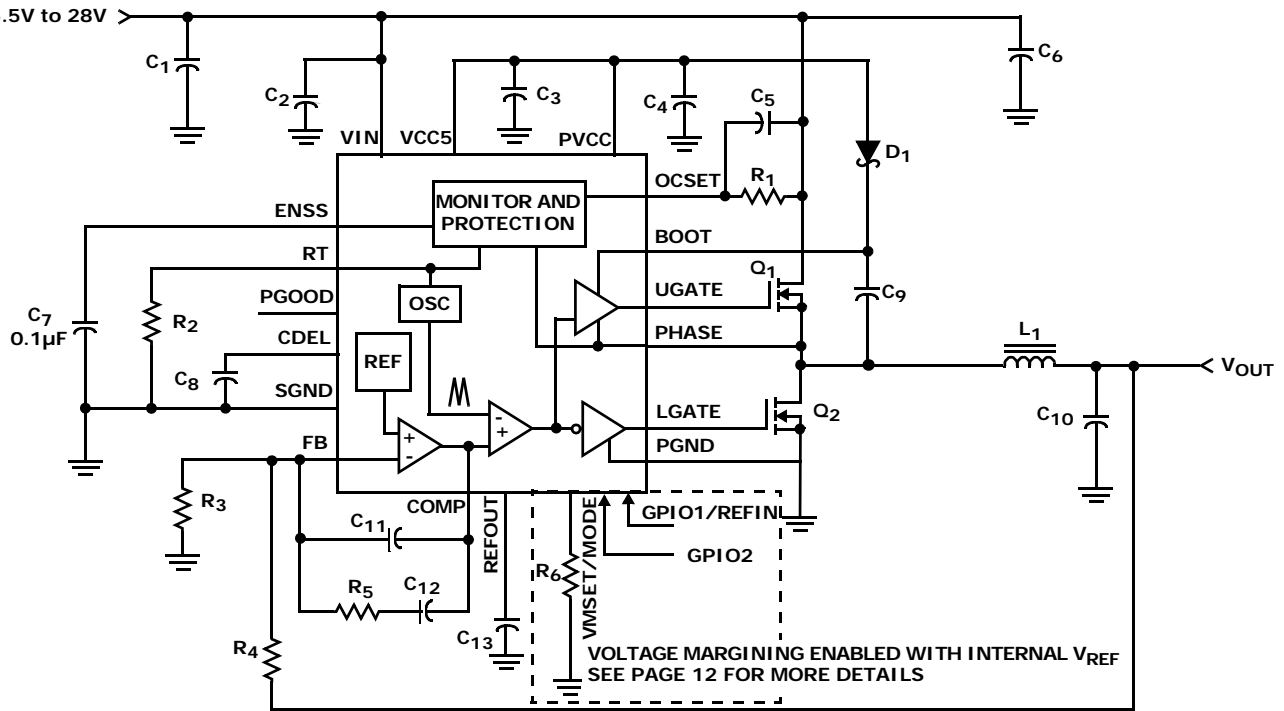 .5V to 28V
C1
C2
C3
C4
C5
C6
VIN
VCC5
PVCC
D1
OCSET
R1
MONITOR AND
PROTECTION
ENSS
BOOT
RT
Q1
C9
OSC
UGATE
PGOOD
C7
0.1µF
R2
PHASE
L1
CDEL
REF
VOUT
C8
SGND
LGATE
Q2
C10
- +
+ -
FB
PGND
R3
COMP
REFOUT
GPIO1/REFIN
C11
GPIO2
R6
VMSET/MODE
R5
C12
C13
R4
VOLTAGE MARGINING ENABLED WITH INTERNAL VREF
SEE PAGE 12 FOR MORE DETAILS